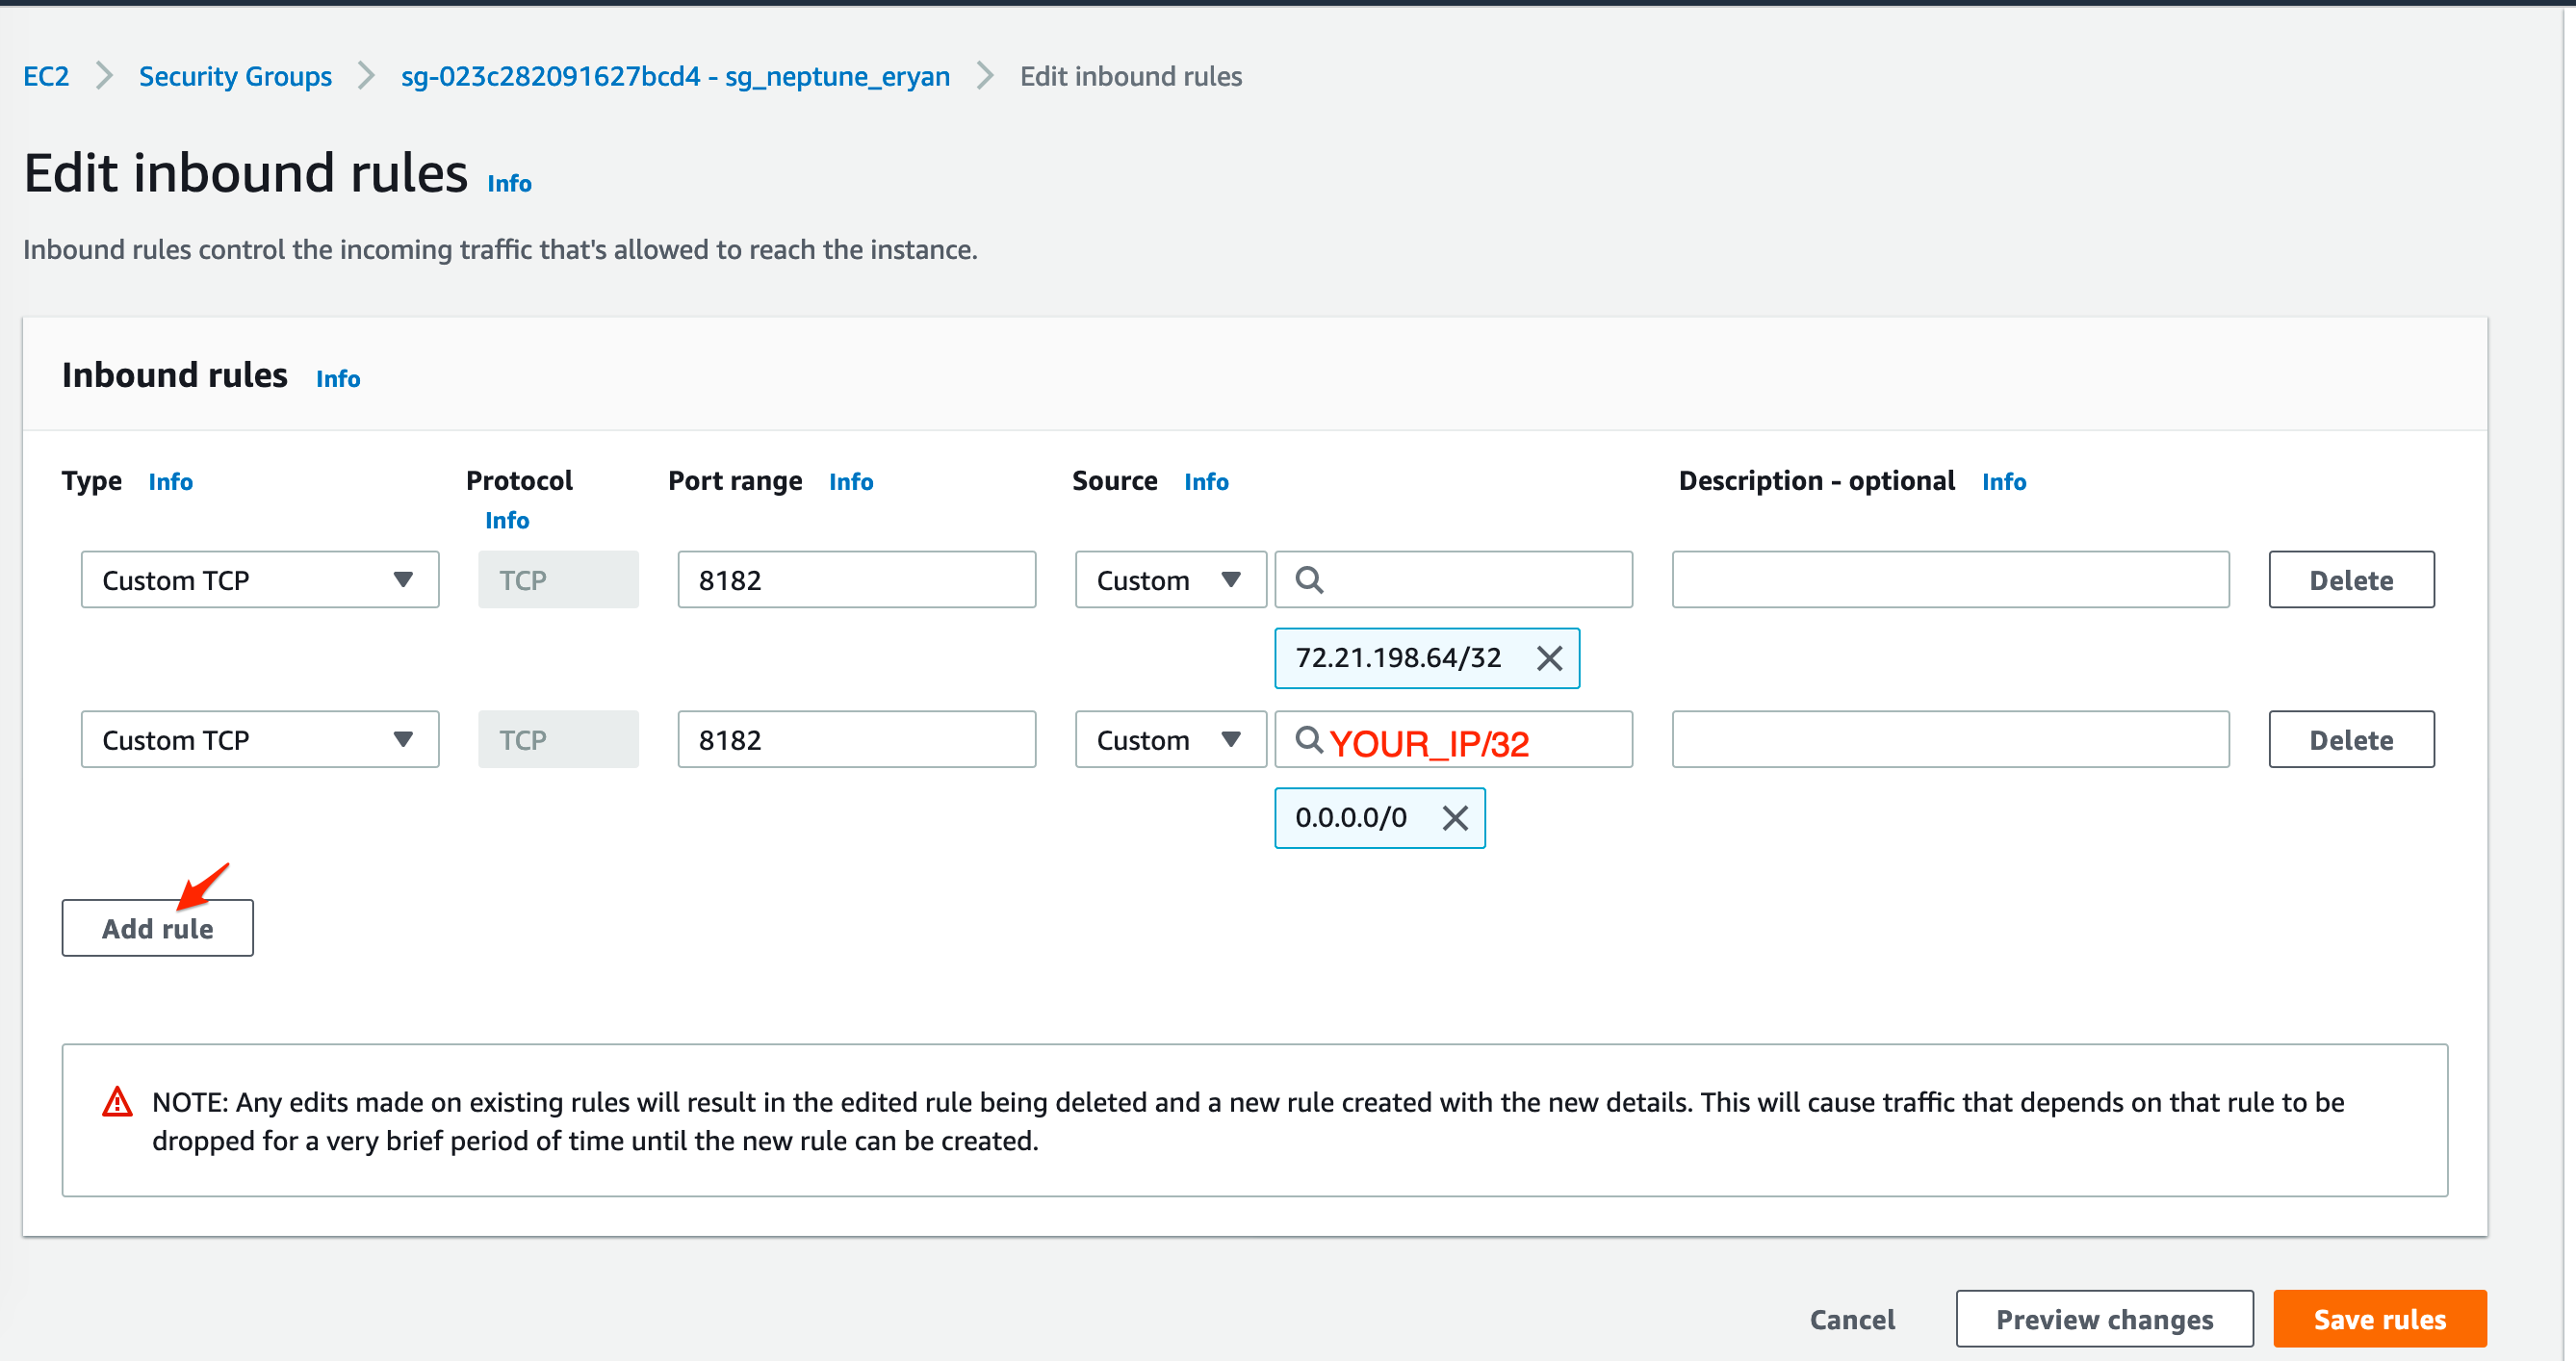 EC2 Security Groups sg-023c282091627bcd4 - sg_neptune_eryan Edit inbound rules
Edit inbound rules Info
Inbound rules control the incoming traffic that's allowed to reach the instance.
Inbound rules Info
Type Info Protocol Port range Info Source Info Description - optional Info
Info
Custom TCP TCP 8182 Custom Delete
72.21.198.64/32
Custom TCP TCP 8182 Custom YOUR_IP/32 Delete
0.0.0.0/0
Add rule
NOTE: Any edits made on existing rules will result in the edited rule being deleted and a new rule created with the new details. This will cause traffic that depends on that rule to be
dropped for a very brief period of time until the new rule can be created.
Cancel Preview changes Save rules